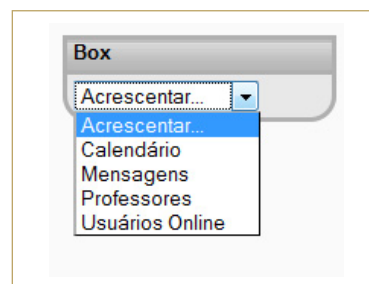 Box
Acrescentar...
Acrescentar...
Calendário
Mensagens
Professores
Usuários Online